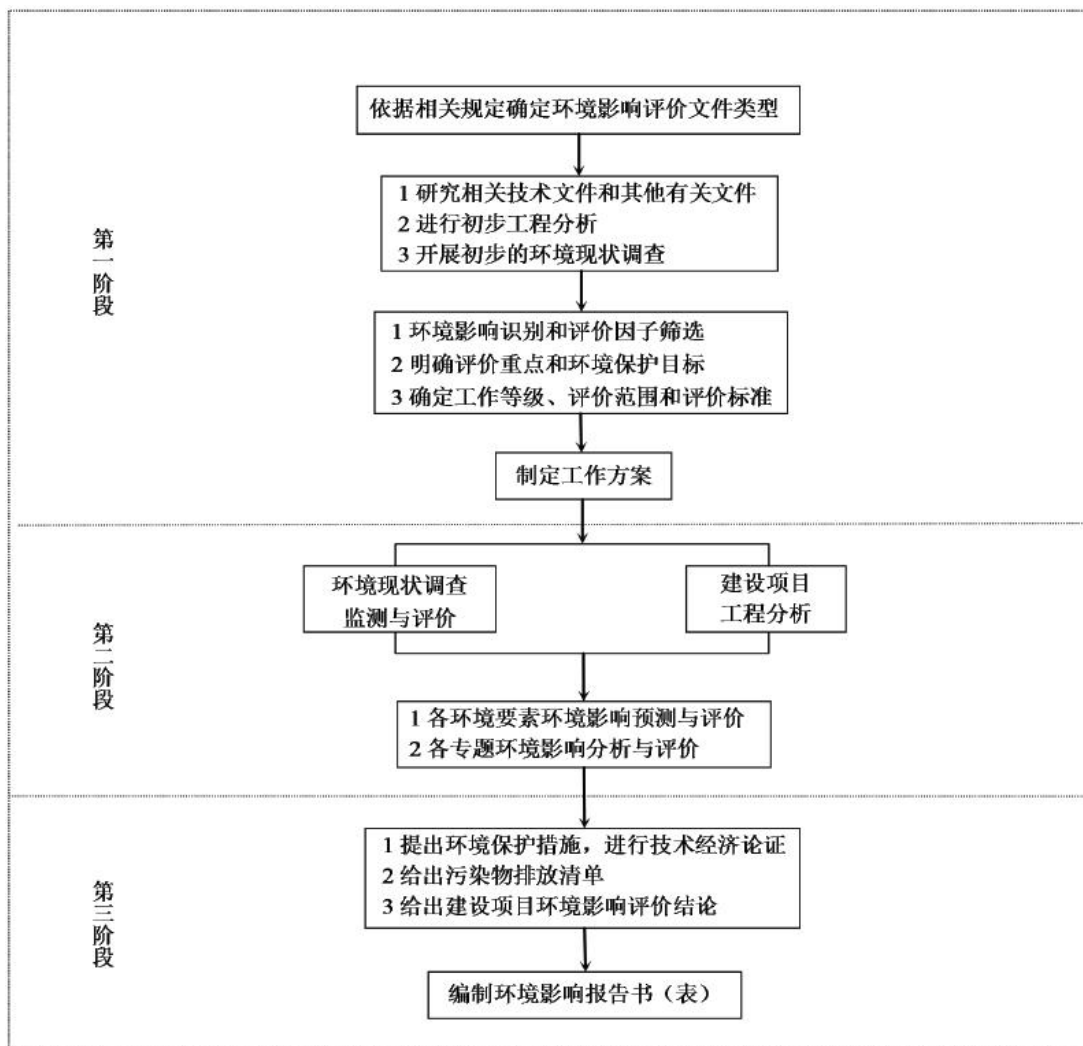 依据相关规定确定环境影响评价文件类型
1 研究相关技术文件和其他有关文件
2 进行初步工程分析
3 开展初步的环境现状调查
第一阶段
1 环境影响识别和评价因子筛选
2 明确评价重点和环境保护目标
3 确定工作等级、评价范围和评价标准
制定工作方案
环境现状调查
监测与评价
建设项目
工程分析
第二阶段
1 各环境要素环境影响预测与评价
2 各专题环境影响分析与评价
1 提出环境保护措施，进行技术经济论证
2 给出污染物排放清单
3 给出建设项目环境影响评价结论
第三阶段
编制环境影响报告书（表）